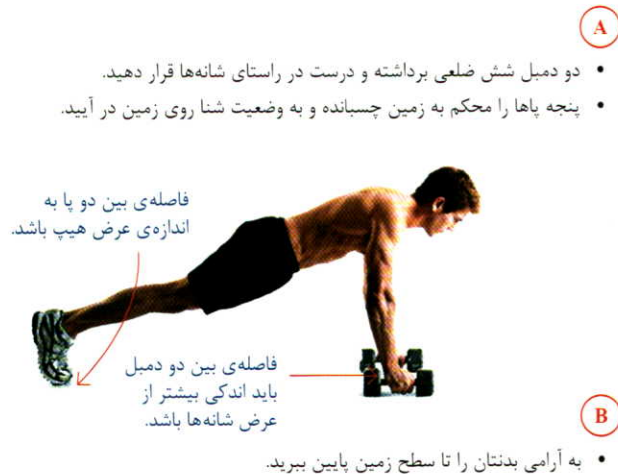 A
• دو دمبل شش ضلعی برداشته و درست در راستای شانه‌ها قرار دهید.
• پنجه پاها را محکم به زمین چسبانده و به وضعیت شنا روی زمین در آیید.
فاصله‌ی بین دو پا به
اندازه‌ی عرض هیپ باشد.
فاصله‌ی بین دو دمبل
باید اندکی بیشتر از
عرض شانه‌ها باشد.
B
• به آرامی بدنتان را تا سطح زمین پایین ببرید.